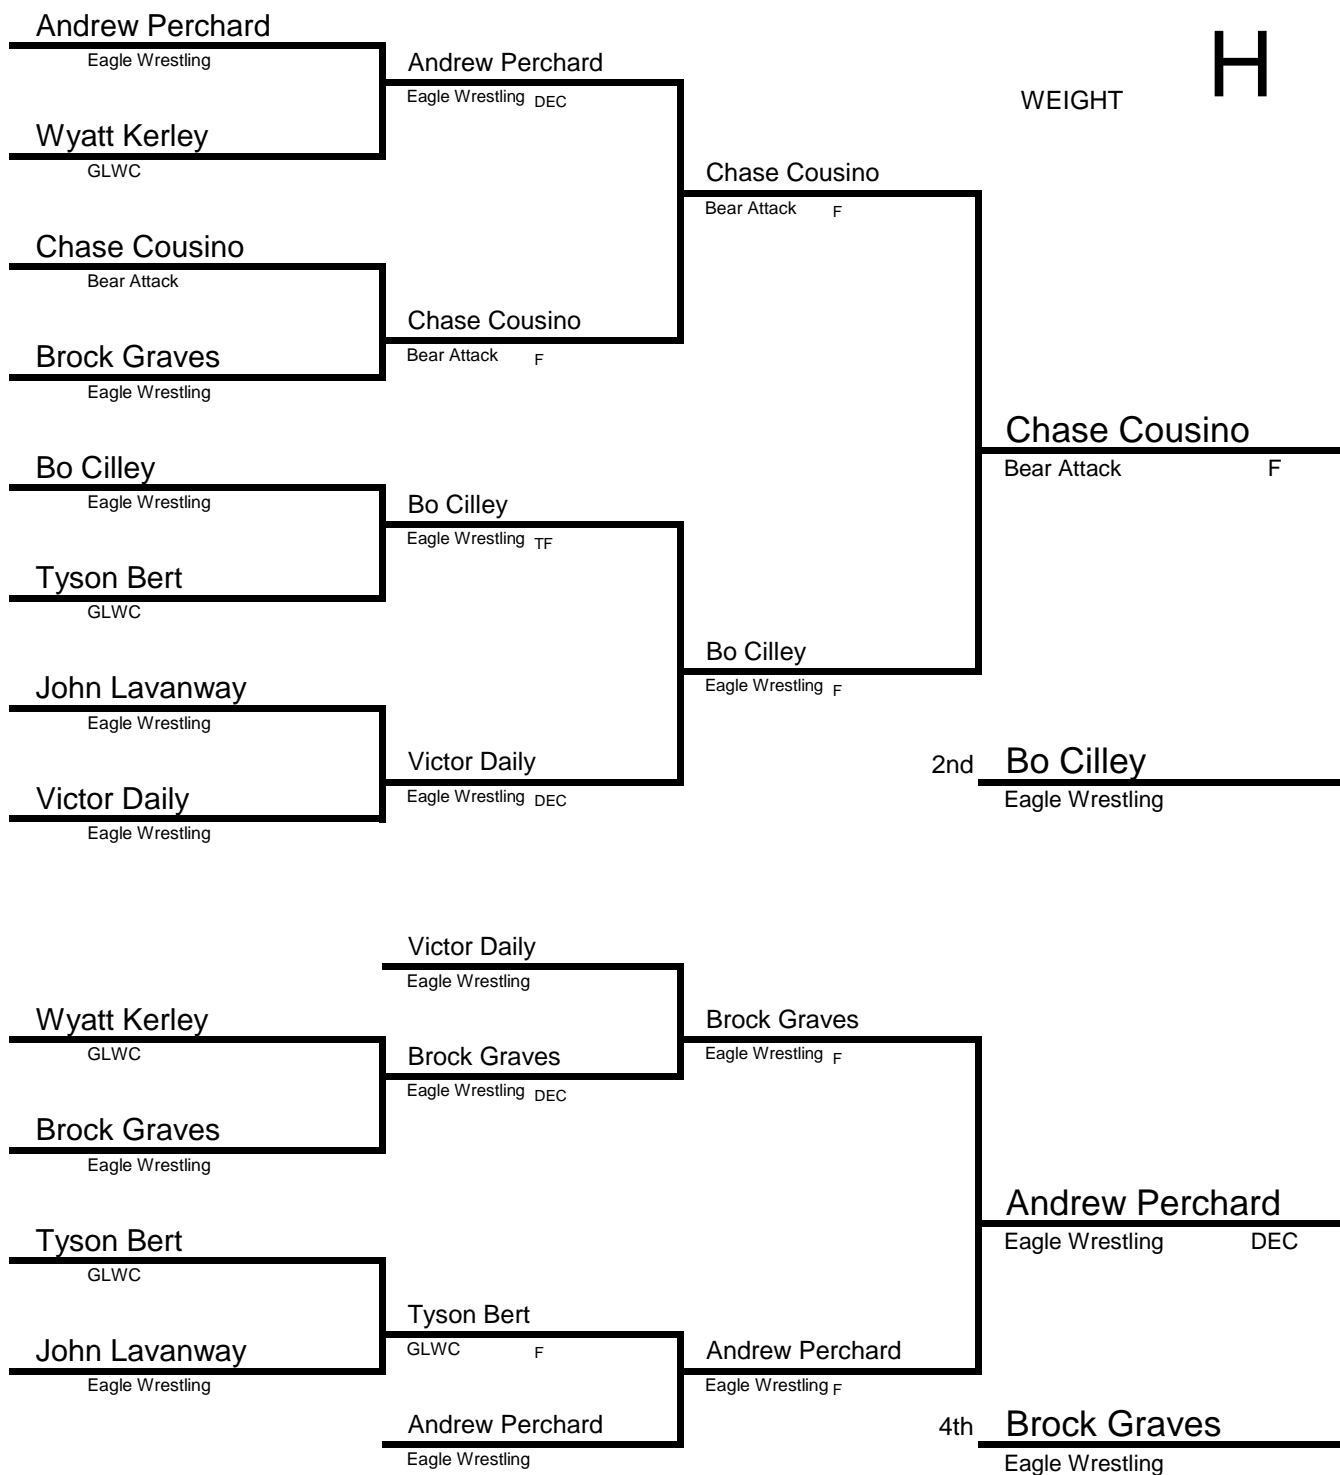 Andrew Perchard
Eagle Wrestling
Wyatt Kerley
GLWC
Chase Cousino
Bear Attack
Brock Graves
Eagle Wrestling
Bo Cilley
Eagle Wrestling
Tyson Bert
GLWC
John Lavanway
Eagle Wrestling
Victor Daily
Eagle Wrestling
Andrew Perchard
Eagle Wrestling DEC
Chase Cousino
Bear Attack F
Bo Cilley
Eagle Wrestling TF
Victor Daily
Eagle Wrestling DEC
Chase Cousino
Bear Attack F
Bo Cilley
Eagle Wrestling F
WEIGHT H
Chase Cousino
Bear Attack F
2nd Bo Cilley
Eagle Wrestling
Wyatt Kerley
GLWC
Brock Graves
Eagle Wrestling
Tyson Bert
GLWC
John Lavanway
Eagle Wrestling
Victor Daily
Eagle Wrestling
Brock Graves
Eagle Wrestling DEC
Tyson Bert
GLWC F
Andrew Perchard
Eagle Wrestling
Brock Graves
Eagle Wrestling F
Andrew Perchard
Eagle Wrestling F
Andrew Perchard
Eagle Wrestling DEC
4th Brock Graves
Eagle Wrestling